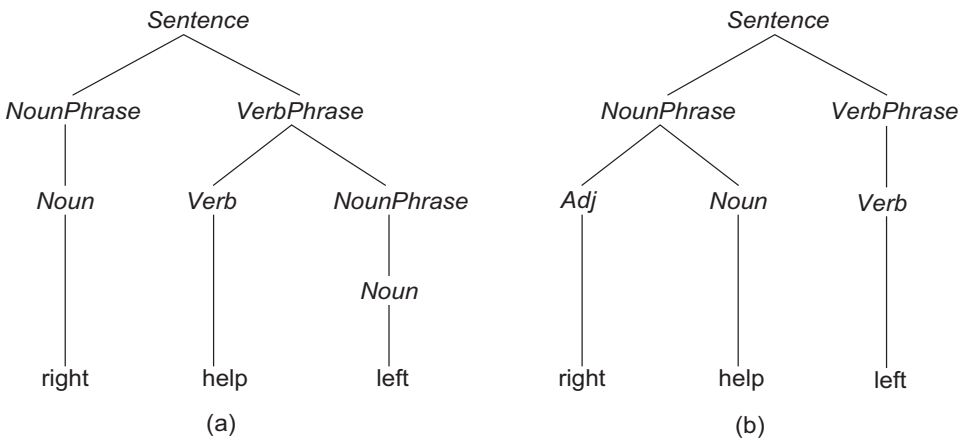 Sentence Sentence
NounPhrase VerbPhrase NounPhrase VerbPhrase
Noun Verb NounPhrase Adj Noun Verb
Noun
right help left right help left
(a) (b)